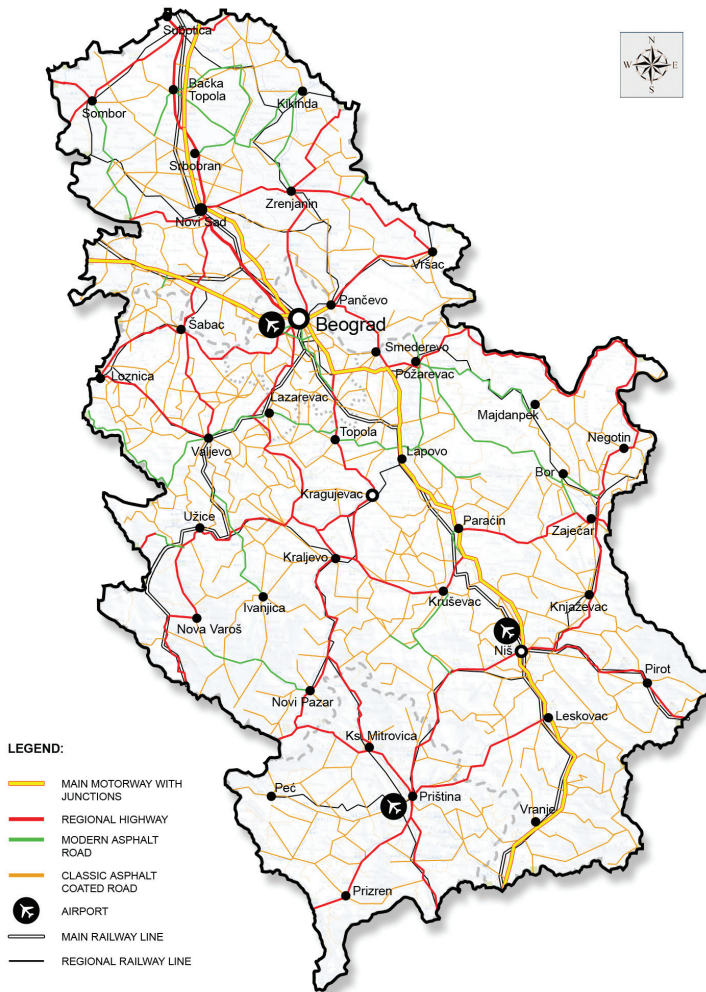 Subotica
N
W E
S
Bačka
Topola
Kikinda
Sombor
Srbobran
Zrenjanin
Novi Sad
Vršac
Pančevo
Beograd
Šabac
Smederevo
Požarevac
Loznica
Lazarevac
Majdanpek
Topola
Negotin
Valjevo
Lapovo
Bor
Kragujevac
Užice
Paraćin
Zaječar
Kraljevo
Ivanjica
Kruševac
Knjaževac
Nova Varoš
Niš
Pirot
Novi Pazar
Leskovac
Ks. Mitrovica
Peć
Priština
Vranje
Prizren
LEGEND:
MAIN MOTORWAY WITH
JUNCTIONS
REGIONAL HIGHWAY
MODERN ASPHALT
ROAD
CLASSIC ASPHALT
COATED ROAD
AIRPORT
MAIN RAILWAY LINE
REGIONAL RAILWAY LINE